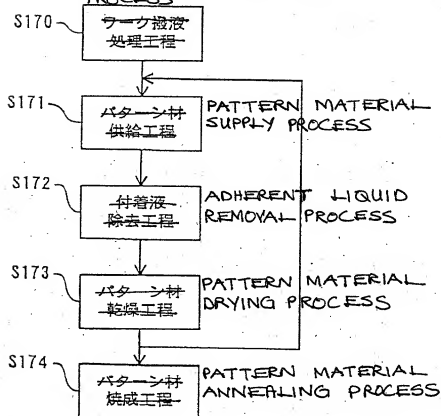 PROCESS
S170
ワーク撥液
処理工程
S171
パターン材
供給工程
PATTERN MATERIAL
SUPPLY PROCESS
S172
付着液
除去工程
ADHERENT LIQUID
REMOVAL PROCESS
S173
パターン材
乾燥工程
PATTERN MATERIAL
DRYING PROCESS
S174
パターン材
焼成工程
PATTERN MATERIAL
ANNEALING PROCESS